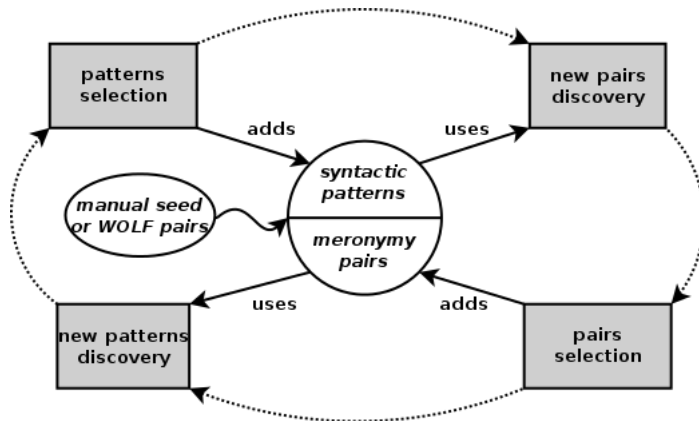 patterns
selection
new pairs
discovery
adds
uses
syntactic
patterns
manual seed
or WOLF pairs
meronymy
pairs
uses
adds
new patterns
discovery
pairs
selection